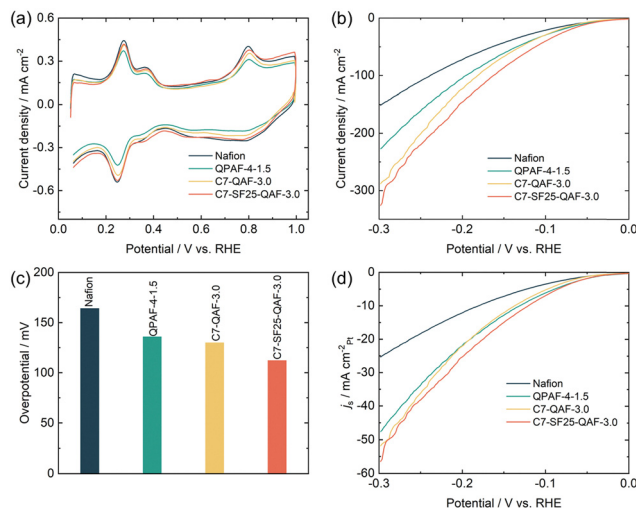 (a)
Current density / mA cm⁻²
0.6
0.3
0.0
-0.3
-0.6
Nafion
QPAF-4-1.5
C7-QAF-3.0
C7-SF25-QAF-3.0
0.0 0.2 0.4 0.6 0.8 1.0
Potential / V vs. RHE
(b)
Current density / mA cm⁻²
0
-100
-200
-300
Nafion
QPAF-4-1.5
C7-QAF-3.0
C7-SF25-QAF-3.0
-0.3 -0.2 -0.1 0.0
Potential / V vs. RHE
(c)
Overpotential / mV
200
150
100
50
0
Nafion
QPAF-4-1.5
C7-QAF-3.0
C7-SF25-QAF-3.0
(d)
jₛ / mA cm⁻²Pt
0
-10
-20
-30
-40
-50
-60
Nafion
QPAF-4-1.5
C7-QAF-3.0
C7-SF25-QAF-3.0
-0.3 -0.2 -0.1 0.0
Potential / V vs. RHE